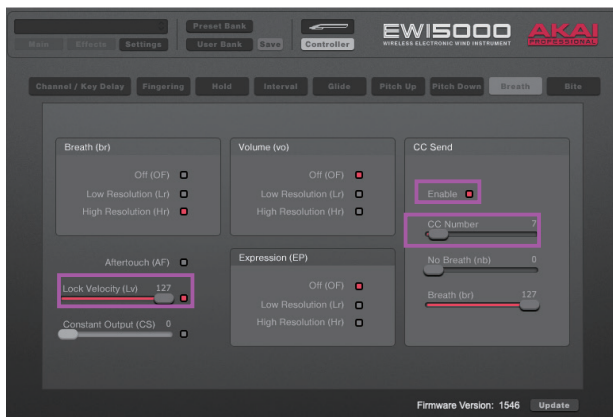 Preset Bank
EWI5000
AKAI
Main Effects Settings User Bank Save Controller WIRELESS ELECTRONIC WIND INSTRUMENT PROFESSIONAL
Channel / Key Delay Fingering Hold Interval Glide Pitch Up Pitch Down Breath Bite
Breath (br)
Off (OF)
Low Resolution (Lr)
High Resolution (Hr)
Aftertouch (AF)
Lock Velocity (Lv) 127
Constant Output (CS) 0
Volume (vo)
Off (OF)
Low Resolution (Lr)
High Resolution (Hr)
Expression (EP)
Off (OF)
Low Resolution (Lr)
High Resolution (Hr)
CC Send
Enable
CC Number 7
No Breath (nb) 0
Breath (br) 127
Firmware Version: 1546 Update